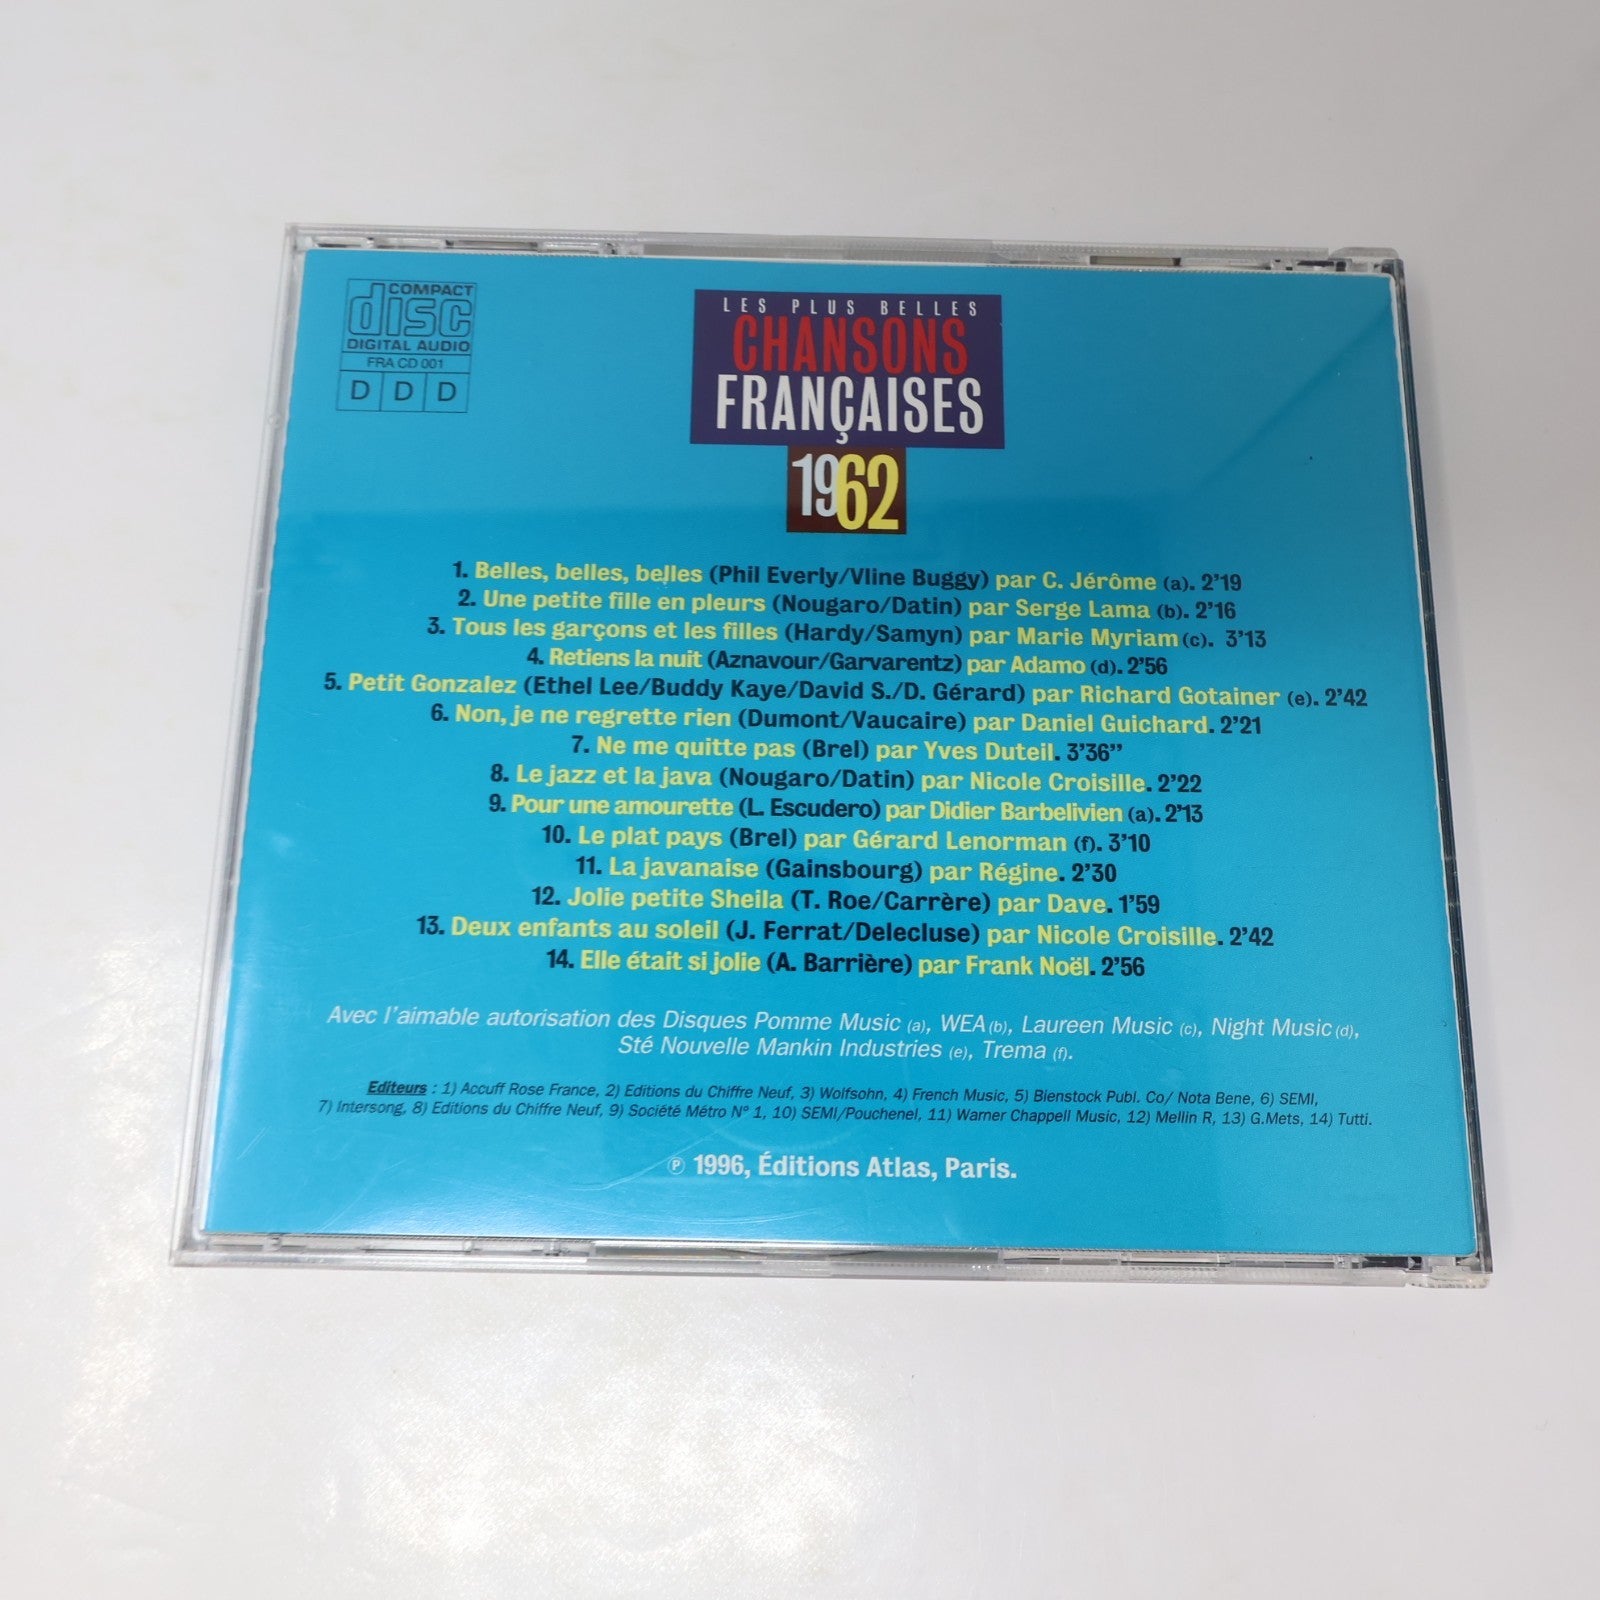 COMPACT
disc
DIGITAL AUDIO
FRA CD 001
D D D
LES PLUS BELLES
CHANSONS
FRANÇAISES
1962
1. Belles, belles, belles (Phil Everly/Vline Buggy) par C. Jérôme (a). 2'19
2. Une petite fille en pleurs (Nougaro/Datin) par Serge Lama (b). 2'16
3. Tous les garçons et les filles (Hardy/Samyn) par Marie Myriam (c). 3'13
4. Retiens la nuit (Aznavour/Garvarentz) par Adamo (d). 2'56
5. Petit Gonzalez (Ethel Lee/Buddy Kaye/David S./D. Gérard) par Richard Gotainer (e). 2'42
6. Non, je ne regrette rien (Dumont/Vaucaire) par Daniel Guichard. 2'21
7. Ne me quitte pas (Brel) par Yves Duteil. 3'36"
8. Le jazz et la java (Nougaro/Datin) par Nicole Croisille. 2'22
9. Pour une amourette (L. Escudero) par Didier Barbelivien (a). 2'13
10. Le plat pays (Brel) par Gérard Lenorman (f). 3'10
11. La javanaise (Gainsbourg) par Régine. 2'30
12. Jolie petite Sheila (T. Roe/Carrère) par Dave. 1'59
13. Deux enfants au soleil (J. Ferrat/Delecluse) par Nicole Croisille. 2'42
14. Elle était si jolie (A. Barrière) par Frank Noël. 2'56
Avec l'aimable autorisation des Disques Pomme Music (a), WEA (b), Laureen Music (c), Night Music (d),
Sté Nouvelle Mankin Industries (e), Trema (f).
Editeurs : 1) Accuff Rose France, 2) Editions du Chiffre Neuf, 3) Wolfsohn, 4) French Music, 5) Bienstock Publ. Co/ Nota Bene, 6) SEMI,
7) Intersong, 8) Editions du Chiffre Neuf, 9) Société Métro N° 1, 10) SEMI/Pouchenel, 11) Warner Chappell Music, 12) Mellin R, 13) G.Mets, 14) Tutti.
℗ 1996, Éditions Atlas, Paris.